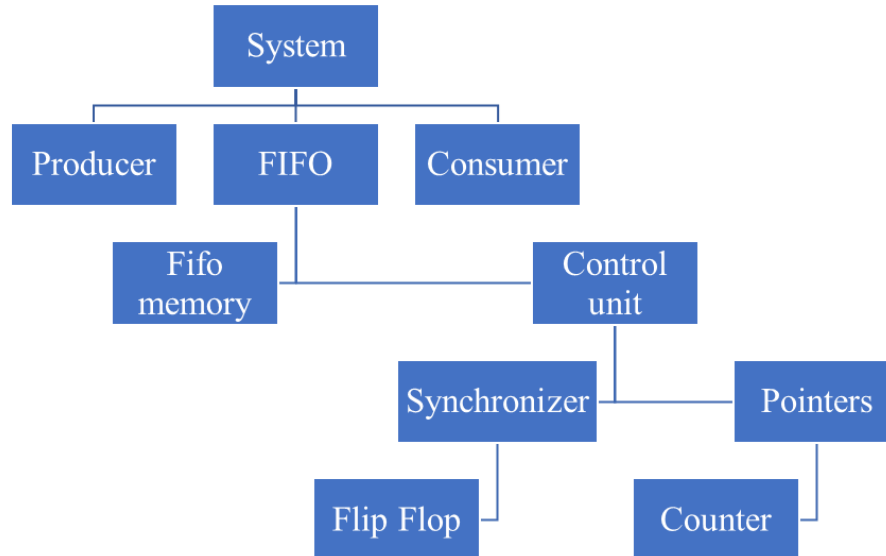 System
Producer
FIFO
Consumer
Fifo
memory
Control
unit
Synchronizer
Pointers
Flip Flop
Counter